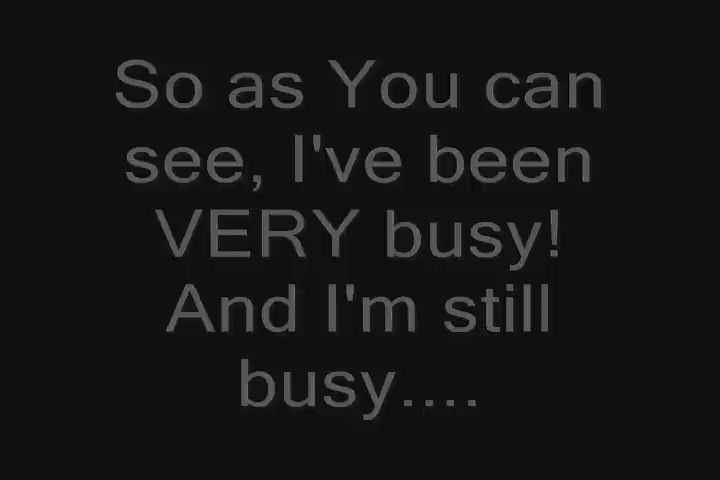 So as You can
see, I've been
VERY busy!
And I'm still
busy....